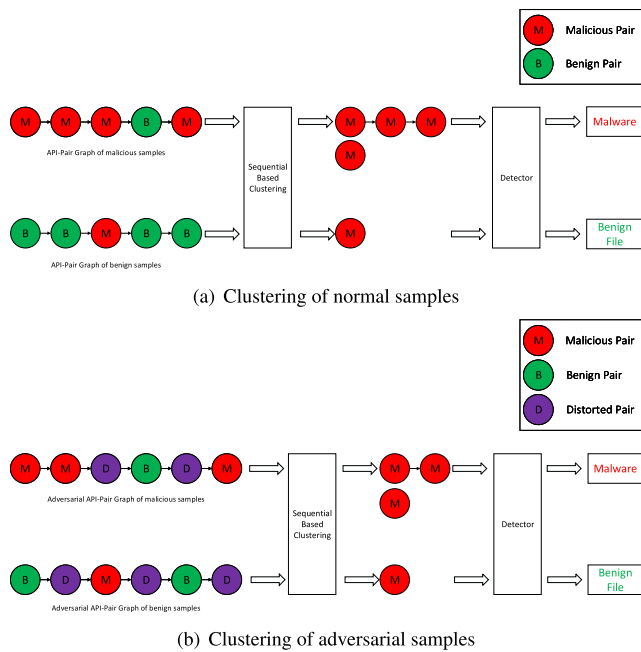 M Malicious Pair
B Benign Pair
M M M B M M M M Malware
M
API-Pair Graph of malicious samples
Sequential
Based
Clustering
Detector
B B M B B M Benign
File
API-Pair Graph of benign samples
(a) Clustering of normal samples
M Malicious Pair
B Benign Pair
D Distorted Pair
M M D B D M M M Malware
Adversarial API-Pair Graph of malicious samples
M
Sequential
Based
Clustering
Detector
B D M D B D M Benign
File
Adversarial API-Pair Graph of benign samples
(b) Clustering of adversarial samples